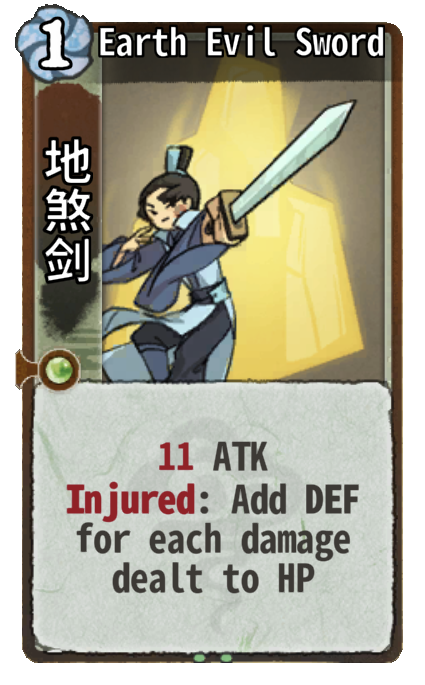 1
Earth Evil Sword
地煞剑
11 ATK
Injured: Add DEF
for each damage
dealt to HP